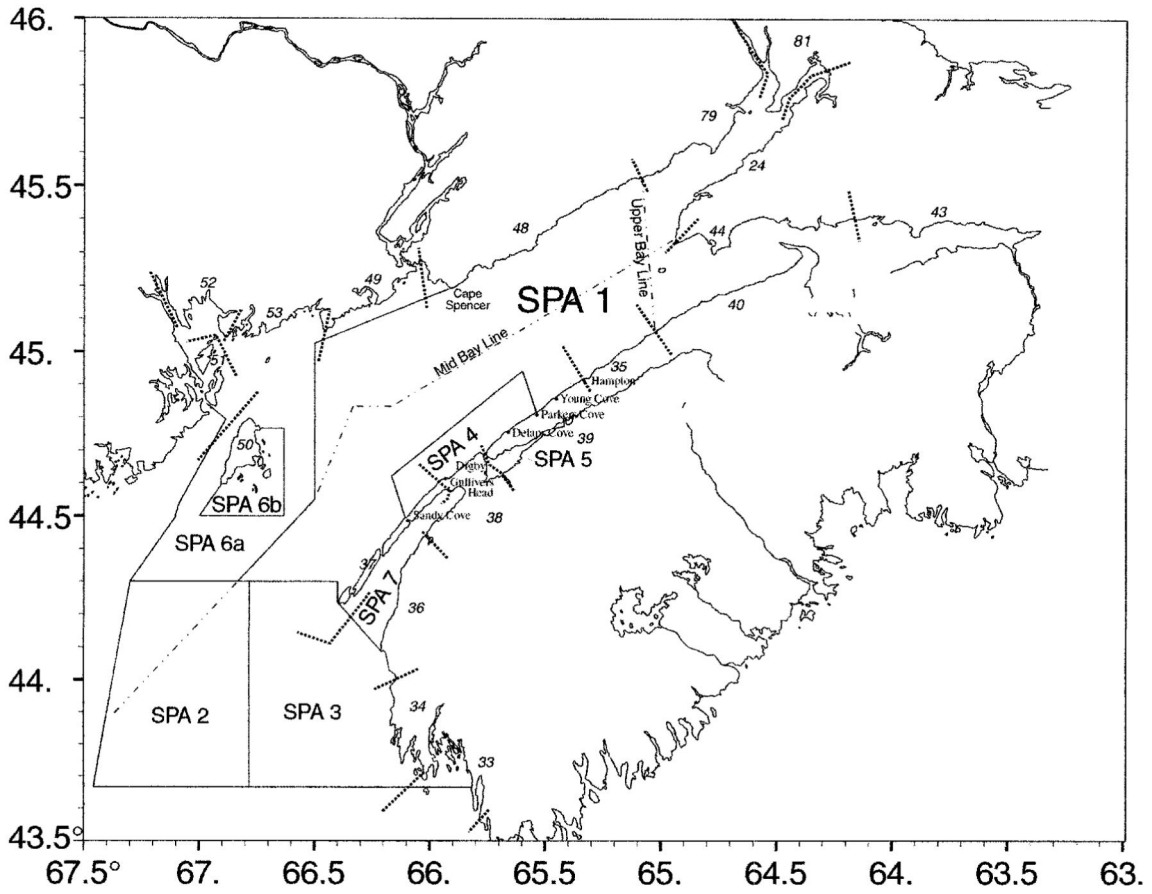 46.
81
79
24
45.5
Upper Bay Line
43
48
44
52
49
Cape
Spencer
SPA 1
53
40
45.
51
Mid Bay Line
35
Hampton
Young Cove
Parkers Cove
Delaps Cove
39
50
SPA 4
SPA 5
Digby
Gullivers
Head
SPA 6b
44.5
Sandy Cove
38
SPA 6a
37
SPA 7
36
44.
SPA 2
SPA 3
34
33
43.5°
67.5° 67. 66.5 66. 65.5 65. 64.5 64. 63.5 63.